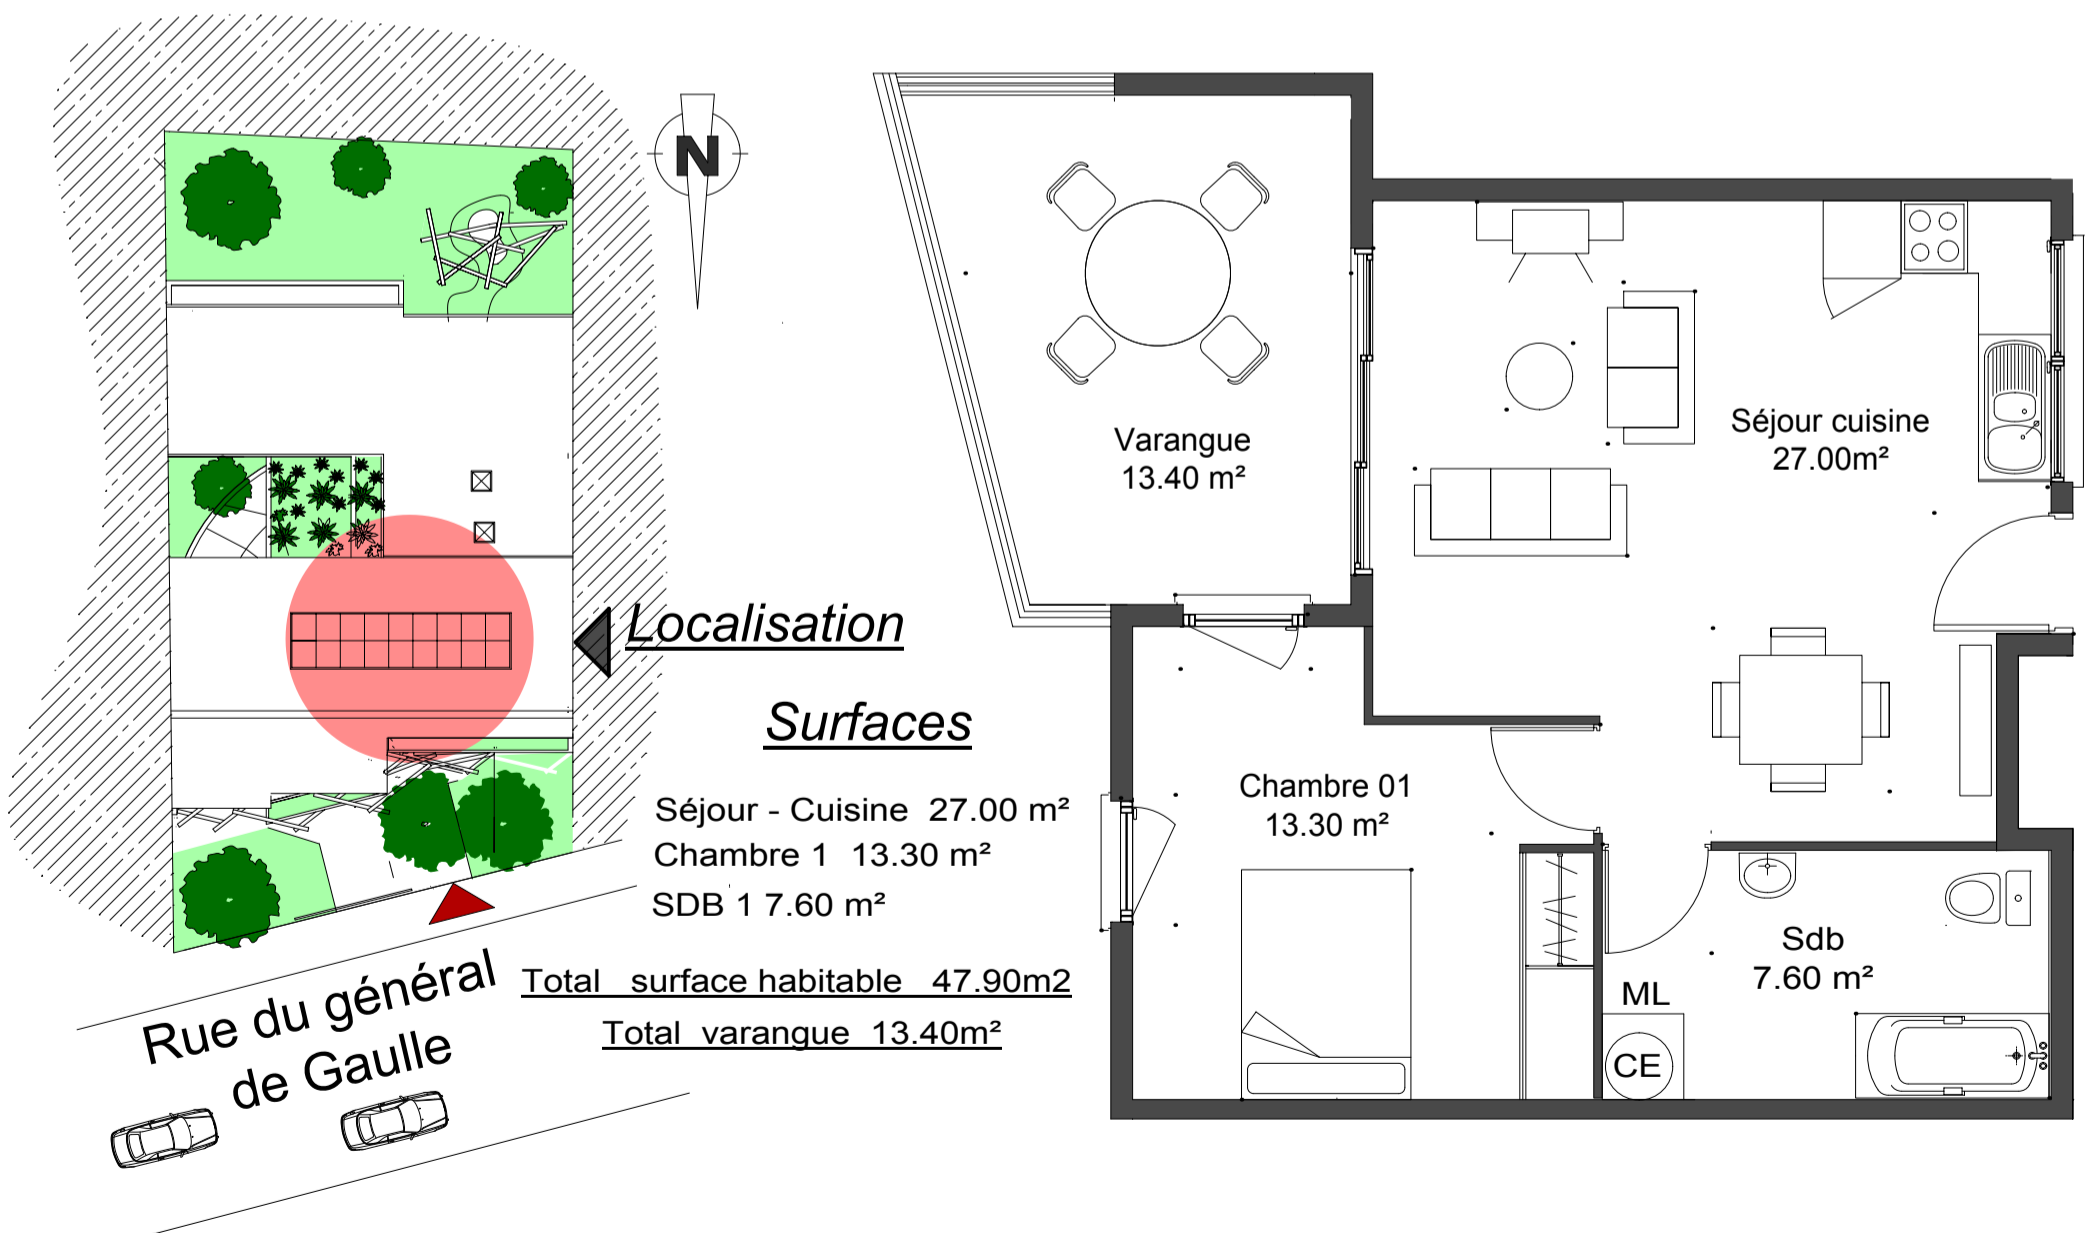 N
Localisation
Surfaces
Séjour - Cuisine 27.00 m²
Chambre 1 13.30 m²
SDB 1 7.60 m²
Total surface habitable 47.90m2
Total varangue 13.40m²
Rue du général
de Gaulle
Varangue
13.40 m²
Séjour cuisine
27.00m²
Chambre 01
13.30 m²
Sdb
7.60 m²
ML
CE